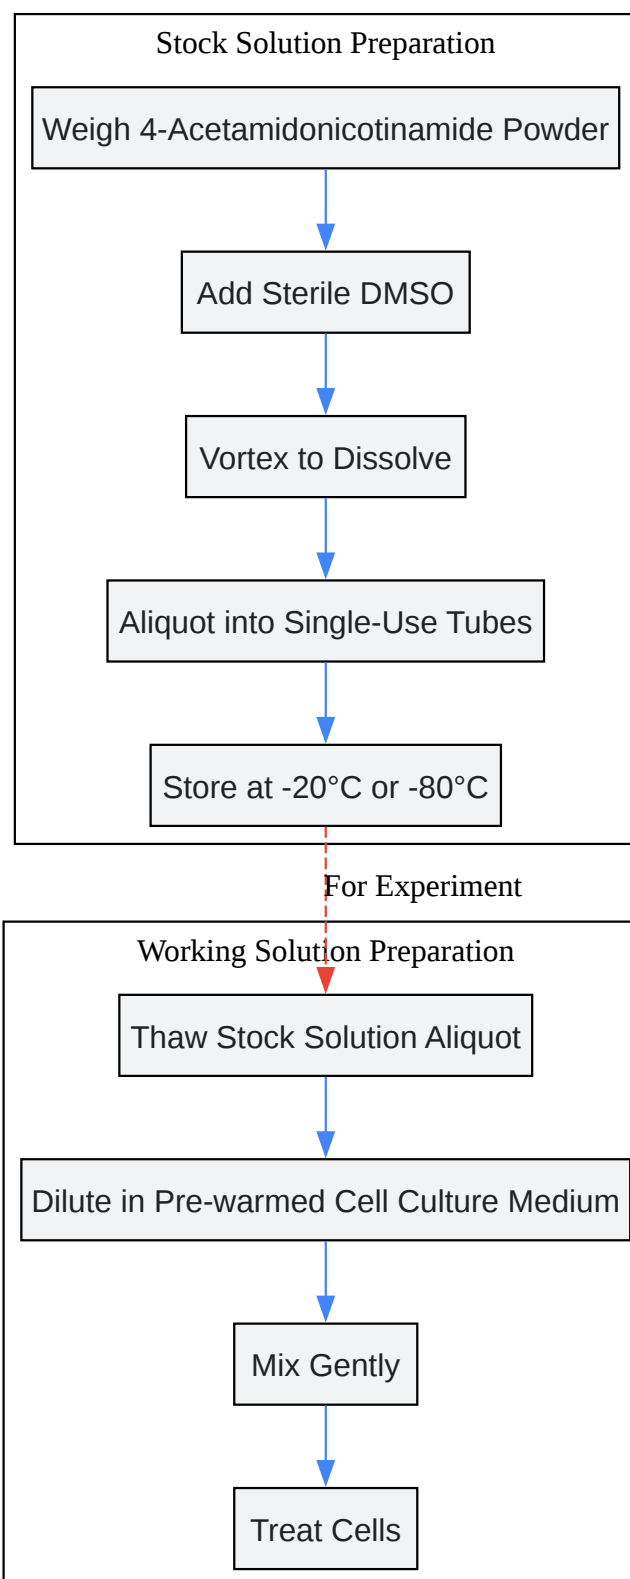 Stock Solution Preparation
Weigh 4-Acetamidonicotinamide Powder
Add Sterile DMSO
Vortex to Dissolve
Aliquot into Single-Use Tubes
Store at -20°C or -80°C
For Experiment
Working Solution Preparation
Thaw Stock Solution Aliquot
Dilute in Pre-warmed Cell Culture Medium
Mix Gently
Treat Cells